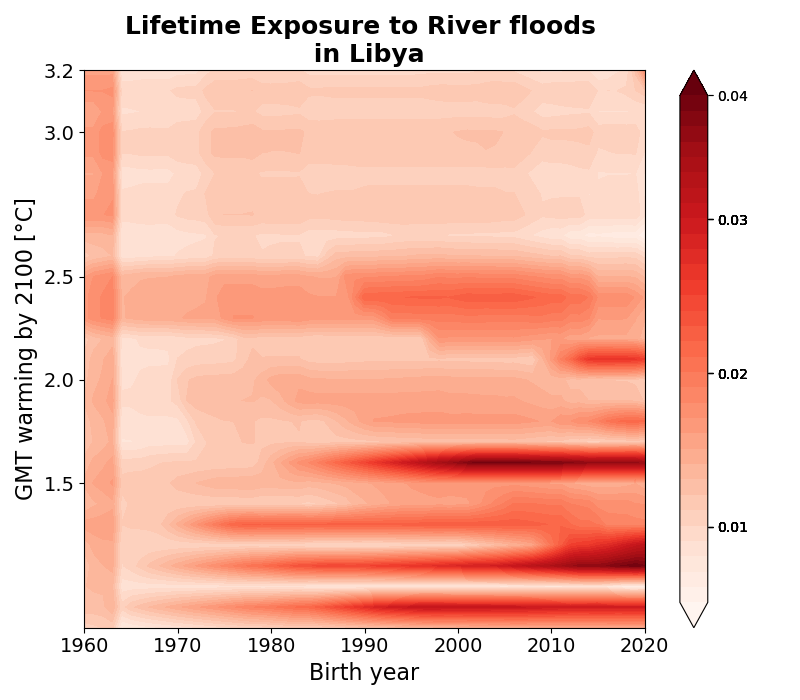 Lifetime Exposure to River floods
in Libya
GMT warming by 2100 [°C]
3.2
3.0
2.5
2.0
1.5
1960 1970 1980 1990 2000 2010 2020
Birth year
0.04
0.03
0.02
0.01